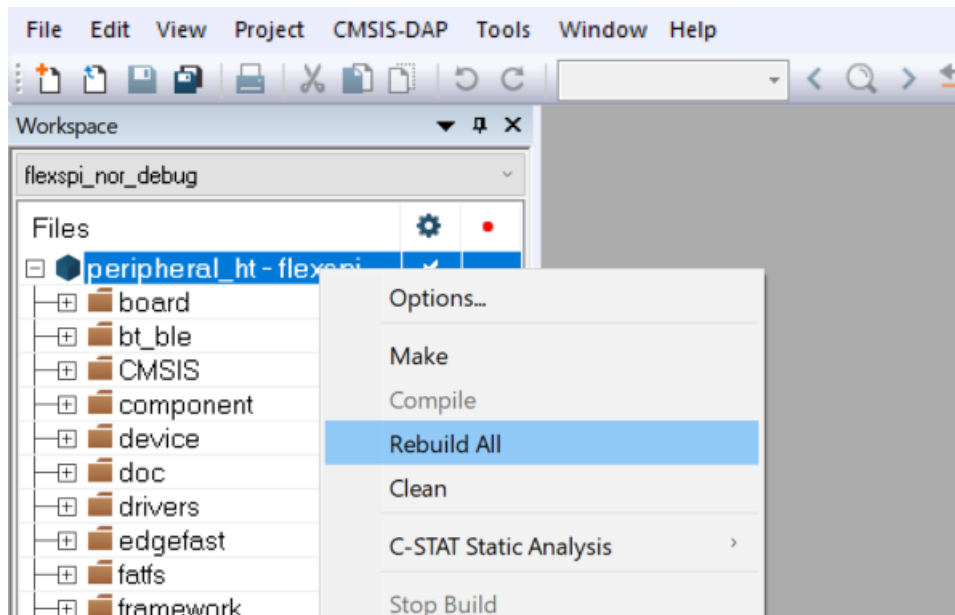 File Edit View Project CMSIS-DAP Tools Window Help
Workspace
flexspi_nor_debug
Files
peripheral_ht - flexspi
board
bt_ble
CMSIS
component
device
doc
drivers
edgefast
fatfs
framework
Options...
Make
Compile
Rebuild All
Clean
C-STAT Static Analysis
Stop Build